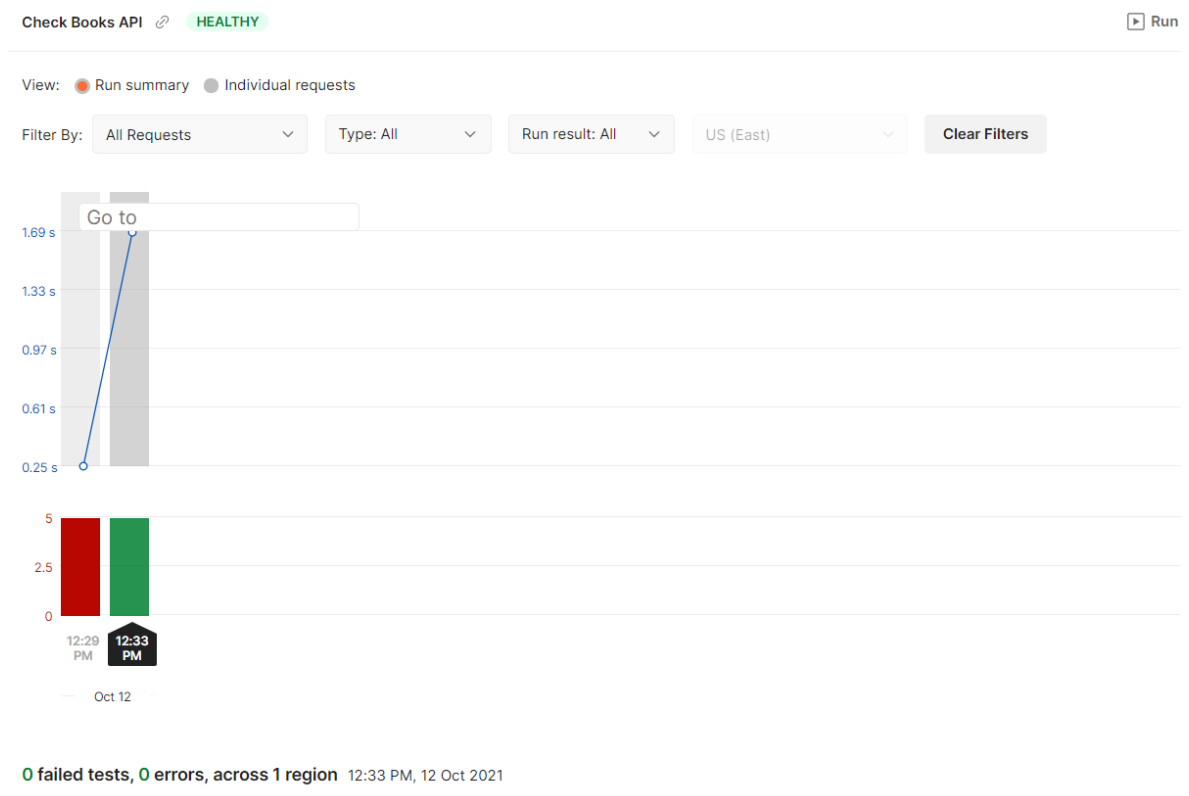 Check Books API HEALTHY Run
View: Run summary Individual requests
Filter By: All Requests Type: All Run result: All US (East) Clear Filters
Go to
1.69 s
1.33 s
0.97 s
0.61 s
0.25 s
5
2.5
0
12:29 12:33
PM PM
Oct 12
0 failed tests, 0 errors, across 1 region 12:33 PM, 12 Oct 2021